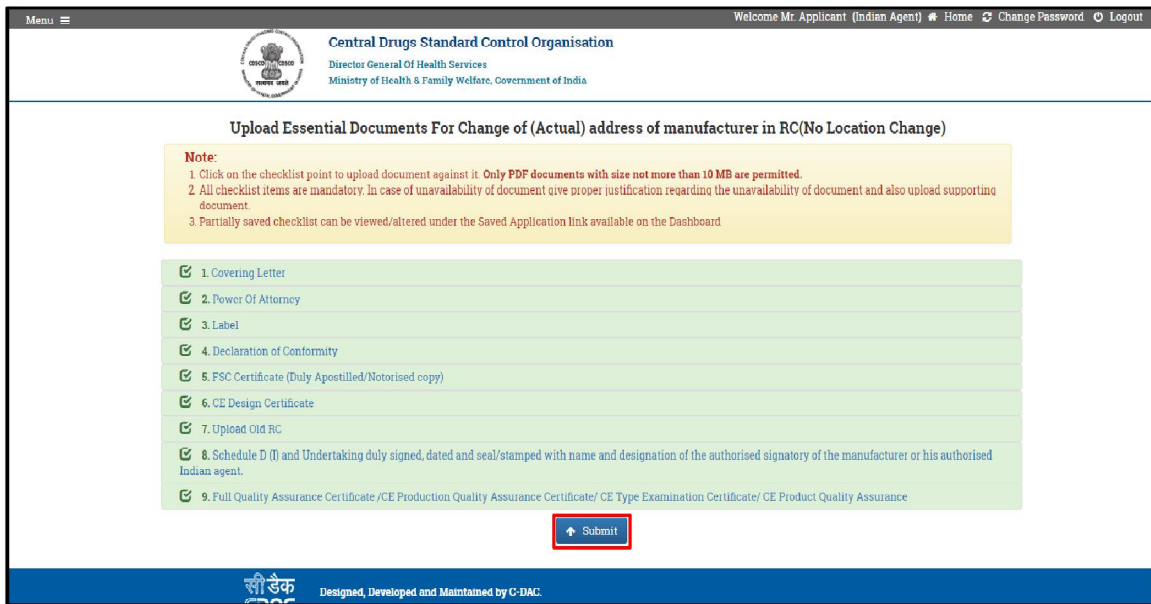 Menu
Welcome Mr. Applicant (Indian Agent) Home Change Password Logout
CDSCO CDSCO
सत्यमेव जयते
Central Drugs Standard Control Organisation
Director General Of Health Services
Ministry of Health & Family Welfare, Government of India
Upload Essential Documents For Change of (Actual) address of manufacturer in RC(No Location Change)
Note:
1. Click on the checklist point to upload document against it. Only PDF documents with size not more than 10 MB are permitted.
2. All checklist items are mandatory. In case of unavailability of document give proper justification regarding the unavailability of document and also upload supporting
document.
3. Partially saved checklist can be viewed/altered under the Saved Application link available on the Dashboard
1. Covering Letter
2. Power Of Attorney
3. Label
4. Declaration of Conformity
5. FSC Certificate (Duly Apostilled/Notorised copy)
6. CE Design Certificate
7. Upload Old RC
8. Schedule D (I) and Undertaking duly signed, dated and seal/stamped with name and designation of the authorised signatory of the manufacturer or his authorised
Indian agent.
9. Full Quality Assurance Certificate /CE Production Quality Assurance Certificate/ CE Type Examination Certificate/ CE Product Quality Assurance
Submit
सी डैक
Designed, Developed and Maintained by C-DAC.